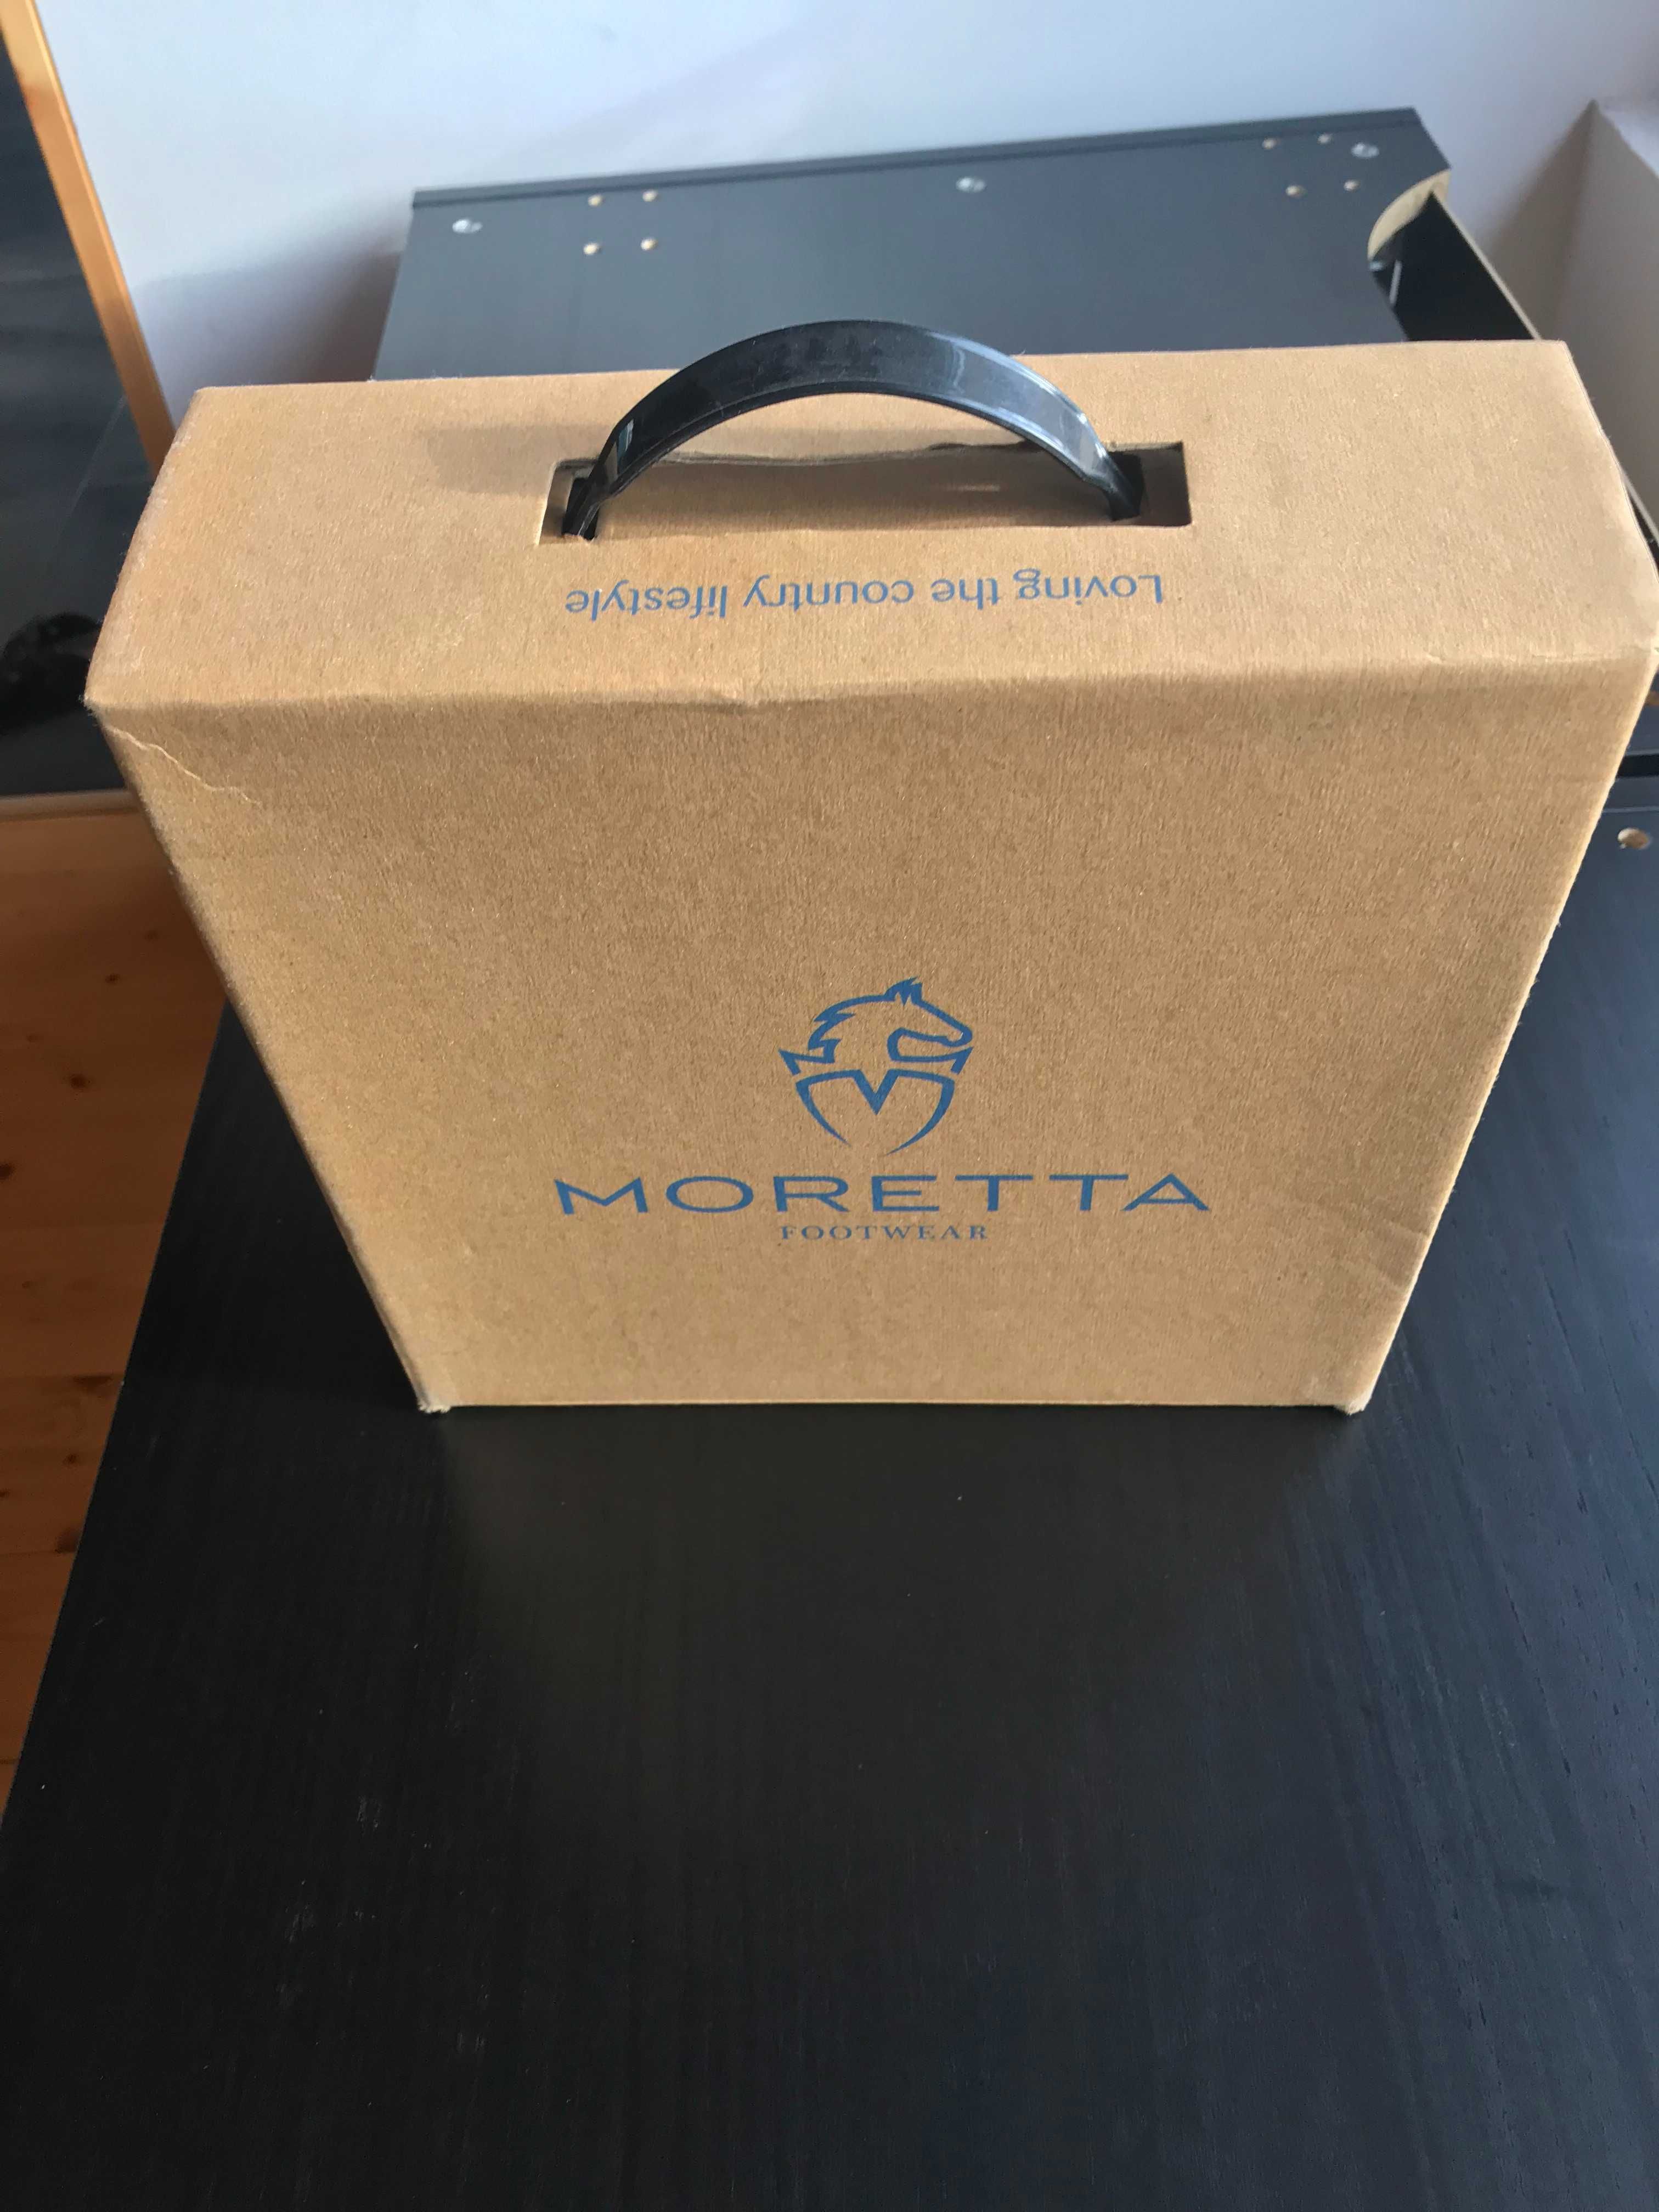 Loving the country lifestyle
MORETTA
FOOTWEAR